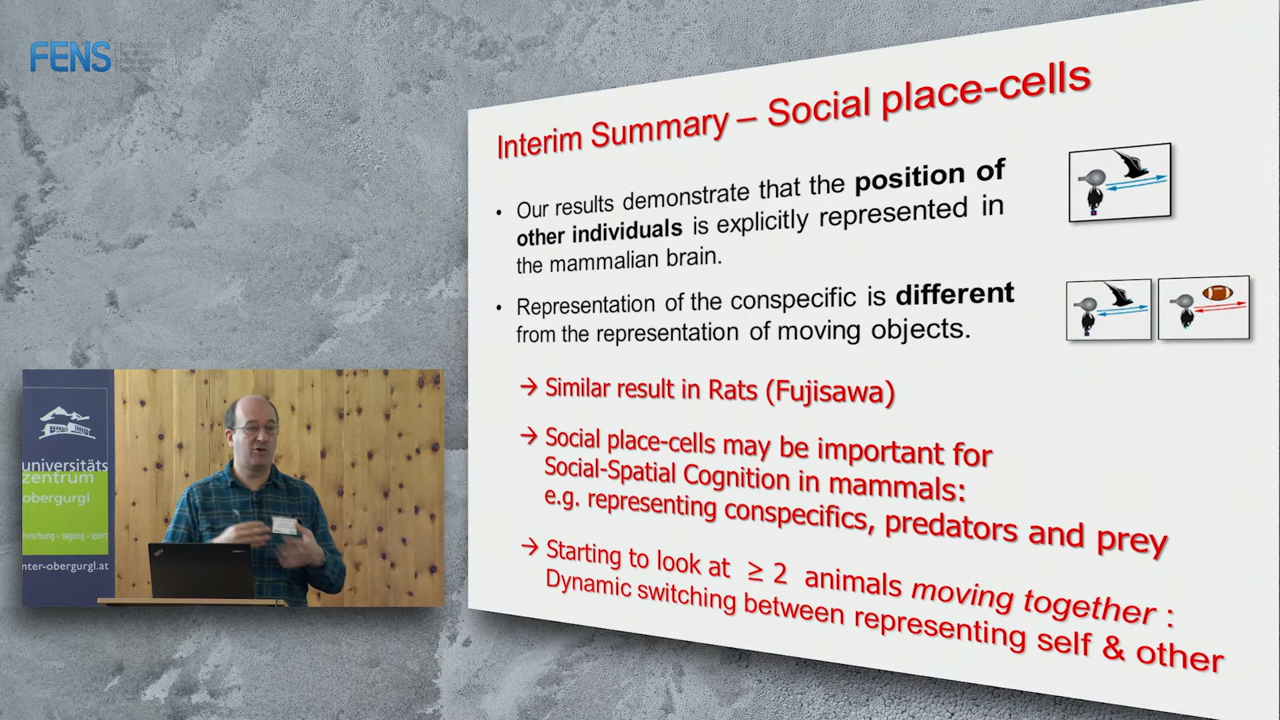 FENS
Interim Summary – Social place-cells
• Our results demonstrate that the position of
other individuals is explicitly represented in
the mammalian brain.
• Representation of the conspecific is different
from the representation of moving objects.
→ Similar result in Rats (Fujisawa)
→ Social place-cells may be important for
Social-Spatial Cognition in mammals:
e.g. representing conspecifics, predators and prey
→ Starting to look at ≥ 2 animals moving together :
Dynamic switching between representing self & other
universitäts
zentrum
obergurgl
forschung • tagung • sport
nter-obergurgl.at